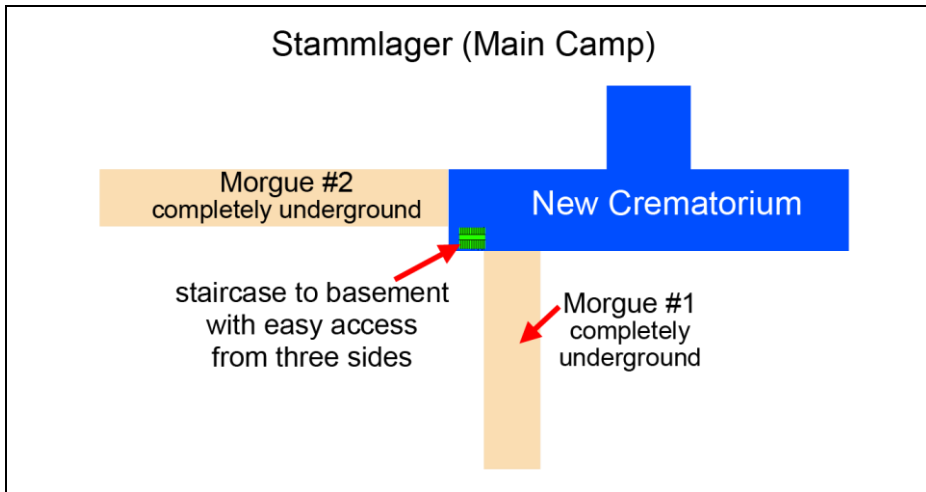 Stammlager (Main Camp)
Morgue #2
completely underground
New Crematorium
staircase to basement
with easy access
from three sides
Morgue #1
completely
underground